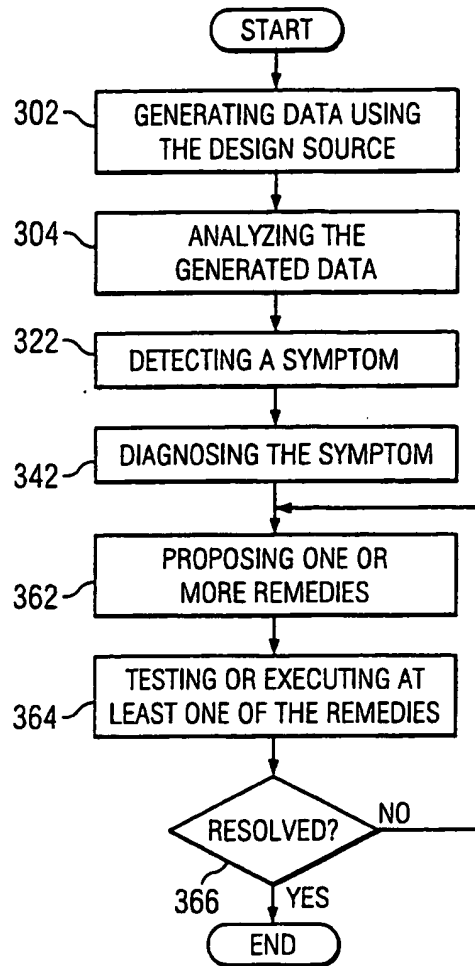 START
302
GENERATING DATA USING
THE DESIGN SOURCE
304
ANALYZING THE
GENERATED DATA
322
DETECTING A SYMPTOM
342
DIAGNOSING THE SYMPTOM
362
PROPOSING ONE OR
MORE REMEDIES
364
TESTING OR EXECUTING AT
LEAST ONE OF THE REMEDIES
RESOLVED?
NO
366
YES
END